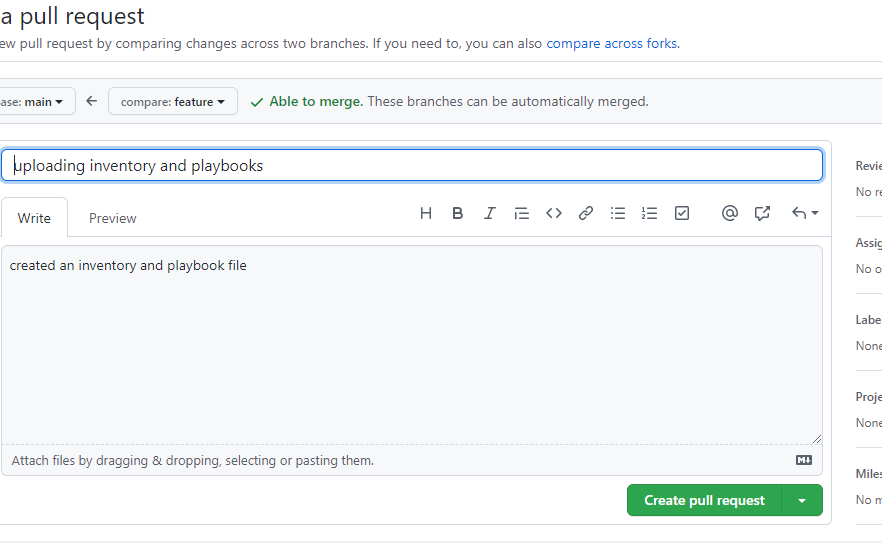 a pull request
ew pull request by comparing changes across two branches. If you need to, you can also compare across forks.
ase: main
compare: feature
Able to merge. These branches can be automatically merged.
uploading inventory and playbooks
Write
Preview
created an inventory and playbook file
Attach files by dragging & dropping, selecting or pasting them.
Create pull request
Revie
No re
Assig
No o
Labe
None
Proje
None
Miles
No m